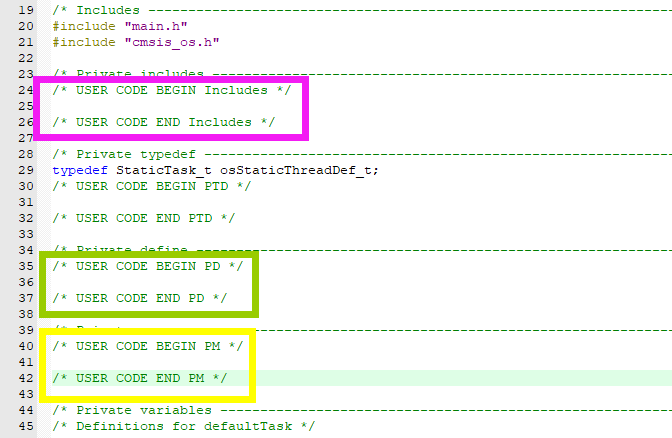 19 /* Includes ------------------------------------------------------------------
20 #include "main.h"
21 #include "cmsis_os.h"
22
23 /* Private includes ----------------------------------------------------------
24 /* USER CODE BEGIN Includes */
25
26 /* USER CODE END Includes */
27
28 /* Private typedef -----------------------------------------------------------
29 typedef StaticTask_t osStaticThreadDef_t;
30 /* USER CODE BEGIN PTD */
31
32 /* USER CODE END PTD */
33
34 /* Private define ------------------------------------------------------------
35 /* USER CODE BEGIN PD */
36
37 /* USER CODE END PD */
38
39 /* ------------------------------------------------------------
40 /* USER CODE BEGIN PM */
41
42 /* USER CODE END PM */
43
44 /* Private variables ---------------------------------------------------------
45 /* Definitions for defaultTask */